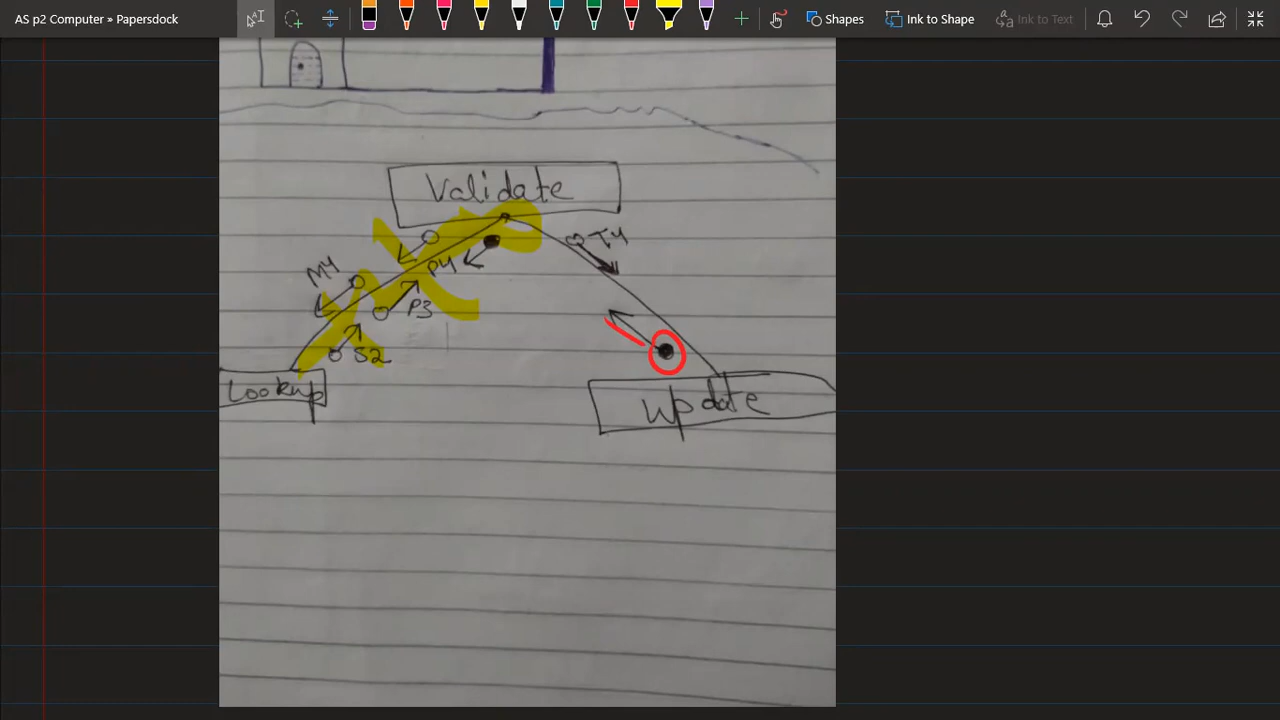 AS p2 Computer » Papersdock
Shapes
Ink to Shape
Ink to Text
Validate
T4
M4
P4
P3
S2
Lookup
Update